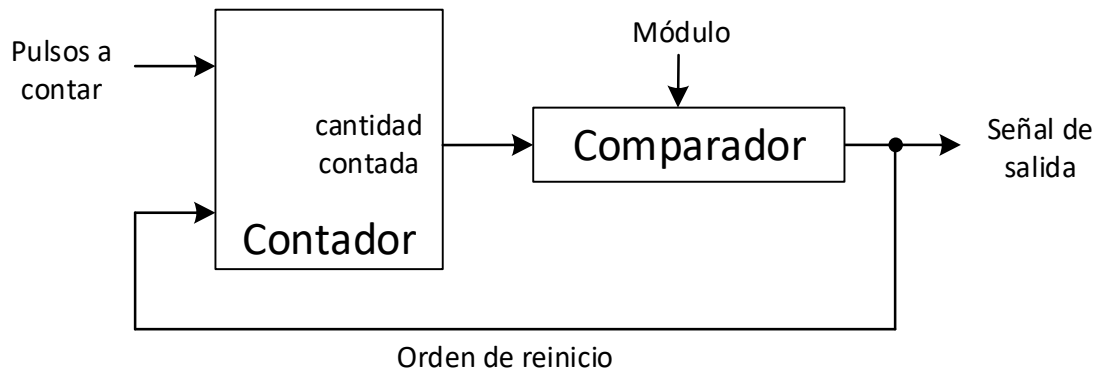 Pulsos a
contar
cantidad
contada
Contador
Módulo
Comparador
Señal de
salida
Orden de reinicio